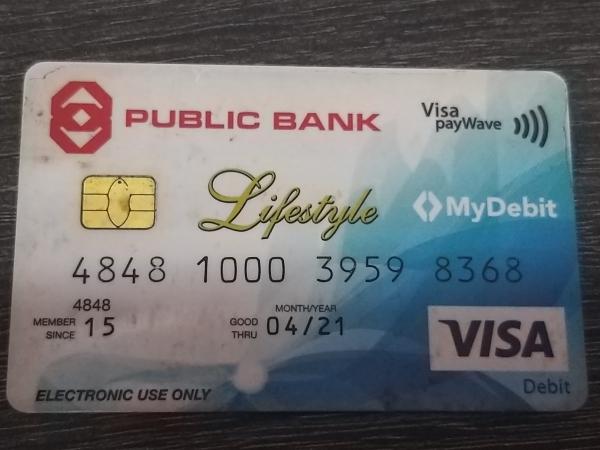 PUBLIC BANK
Visa
payWave
Lifestyle
MyDebit
4848 1000 3959 8368
4848
MEMBER SINCE 15
MONTH/YEAR
GOOD THRU 04/21
VISA
Debit
ELECTRONIC USE ONLY